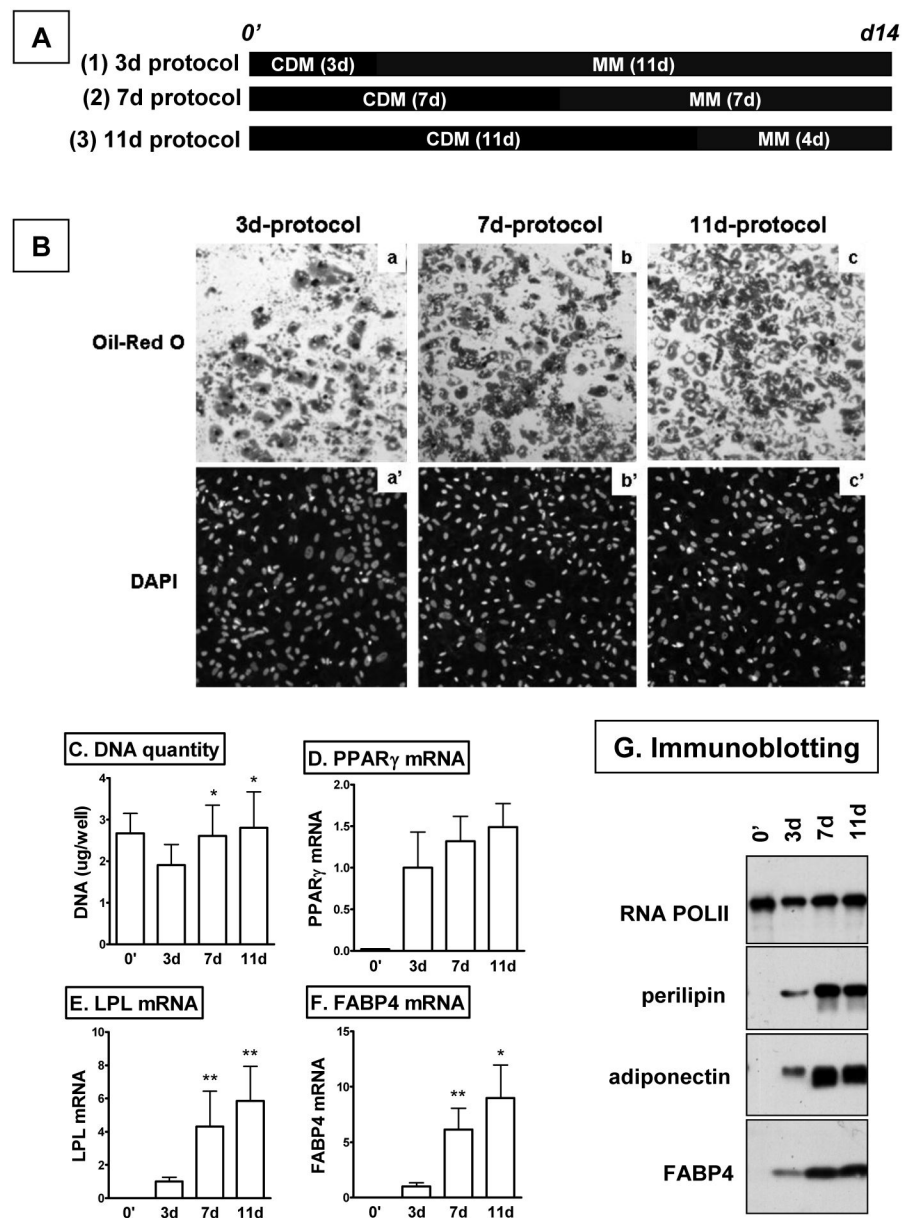 A
0' d14
(1) 3d protocol CDM (3d) MM (11d)
(2) 7d protocol CDM (7d) MM (7d)
(3) 11d protocol CDM (11d) MM (4d)
B
3d-protocol 7d-protocol 11d-protocol
a b c
Oil-Red O
a' b' c'
DAPI
C. DNA quantity
DNA (ug/well)
4
3
2
1
0
* *
0' 3d 7d 11d
D. PPARγ mRNA
PPARγ mRNA
2.0
1.5
1.0
0.5
0.0
0' 3d 7d 11d
E. LPL mRNA
LPL mRNA
10
8
6
4
2
0
** **
0' 3d 7d 11d
F. FABP4 mRNA
FABP4 mRNA
15
10
5
0
** *
0' 3d 7d 11d
G. Immunoblotting
0' 3d 7d 11d
RNA POLII
perilipin
adiponectin
FABP4